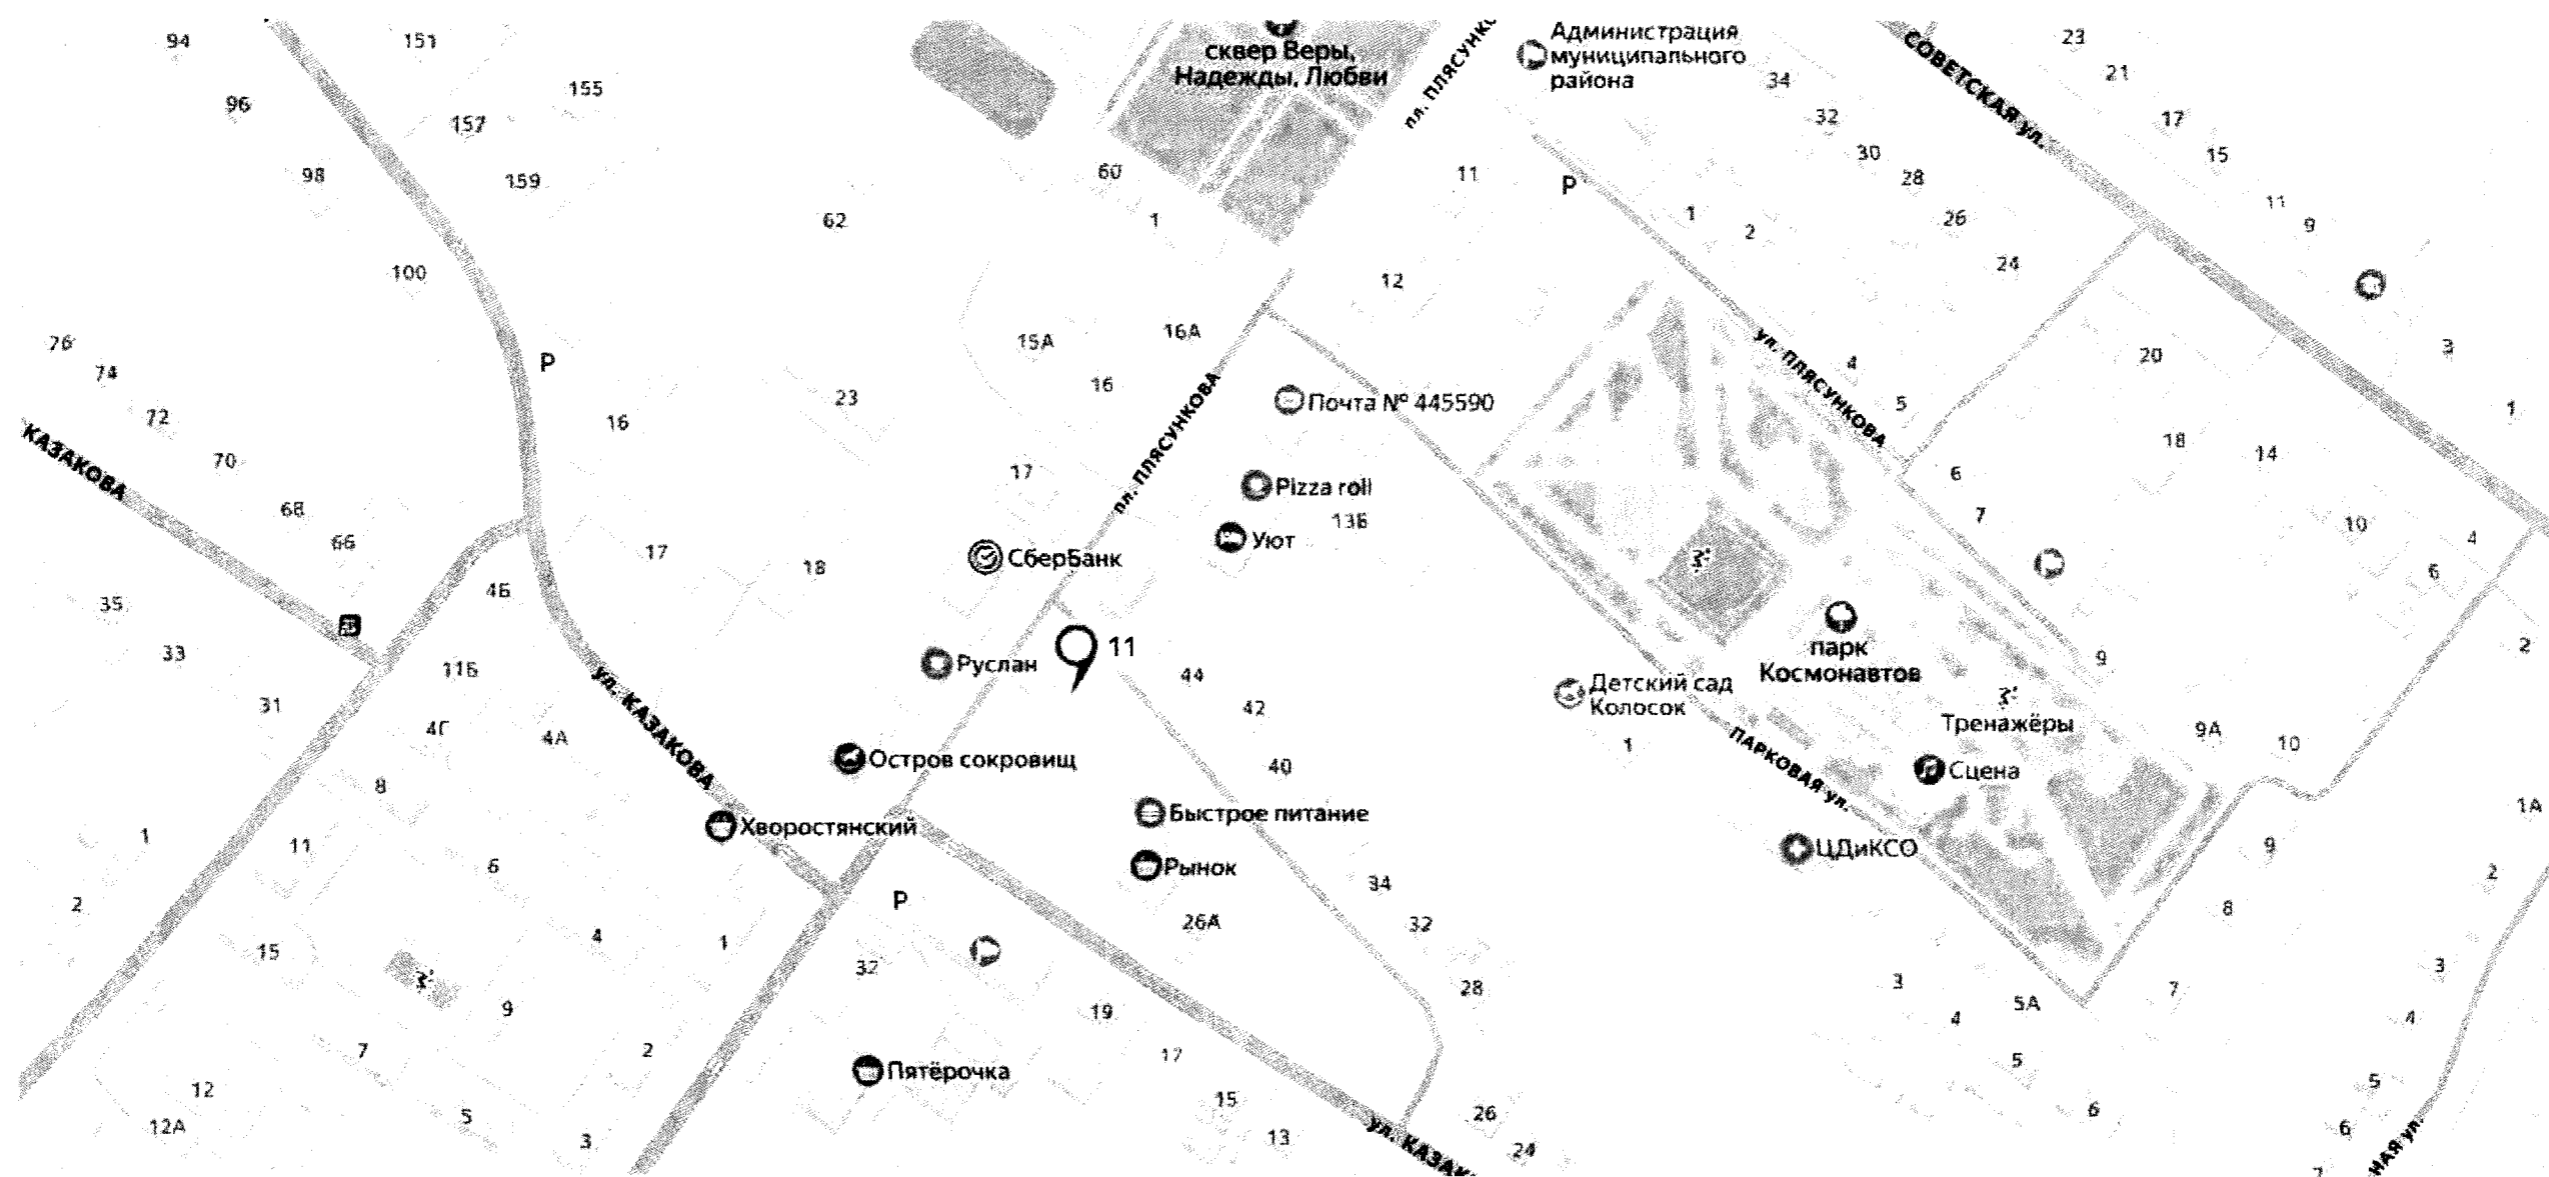 94
151
сквер Веры,
Надежды, Любви
пл. ПЛЯСУНКО
Администрация
муниципального
района
34
СОВЕТСКАЯ ул.
23
21
96
155
157
32
17
98
159
60
11
P
30
15
28
62
1
1
2
26
11
9
100
12
24
76
74
P
15А
16А
16
пл. ПЛЯСУНКОВА
Почта № 445590
ул. ПЛЯСУНКОВА
4
20
3
72
16
23
5
1
КАЗАКОВА
70
17
Pizza roll
6
18
14
68
66
17
18
СберБанк
Уют
13Б
7
10
4
6
35
4Б
33
11Б
Руслан
11
44
парк
Космонавтов
9
2
31
4Г
4А
ул. КАЗАКОВА
42
Детский сад
Колосок
1
Тренажёры
9А
10
8
Остров сокровищ
40
ПАРКОВАЯ ул.
Сцена
1
Хворостянский
Быстрое питание
1А
11
6
Рынок
ЦДиКСО
9
2
2
P
34
8
15
4
1
32
26А
32
3
9
19
28
3
5А
7
4
7
2
17
4
5
12
Пятёрочка
15
5
12А
5
3
13
ул. КАЗАК
26
24
6
6
НАЯ ул.
7